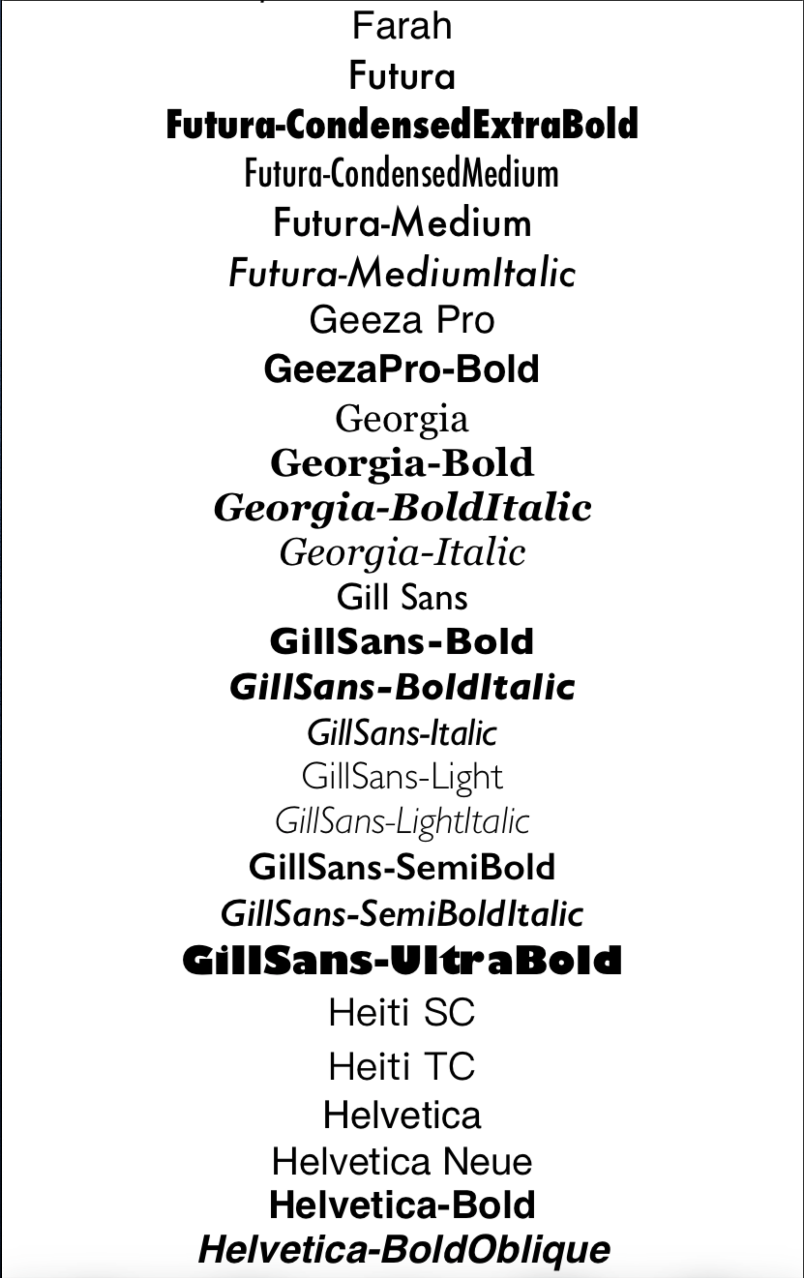 Farah
Futura
Futura-CondensedExtraBold
Futura-CondensedMedium
Futura-Medium
Futura-MediumItalic
Geeza Pro
GeezaPro-Bold
Georgia
Georgia-Bold
Georgia-BoldItalic
Georgia-Italic
Gill Sans
GillSans-Bold
GillSans-BoldItalic
GillSans-Italic
GillSans-Light
GillSans-LightItalic
GillSans-SemiBold
GillSans-SemiBoldItalic
GillSans-UltraBold
Heiti SC
Heiti TC
Helvetica
Helvetica Neue
Helvetica-Bold
Helvetica-BoldOblique